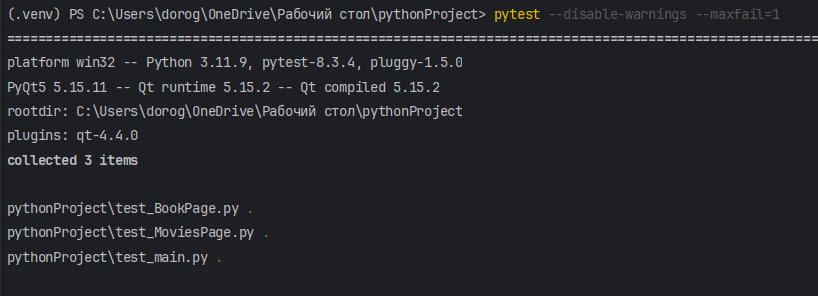 (.venv) PS C:\Users\dorog\OneDrive\Рабочий стол\pythonProject> pytest --disable-warnings --maxfail=1
====================================================================================================
platform win32 -- Python 3.11.9, pytest-8.3.4, pluggy-1.5.0
PyQt5 5.15.11 -- Qt runtime 5.15.2 -- Qt compiled 5.15.2
rootdir: C:\Users\dorog\OneDrive\Рабочий стол\pythonProject
plugins: qt-4.4.0
collected 3 items
pythonProject\test_BookPage.py .
pythonProject\test_MoviesPage.py .
pythonProject\test_main.py .